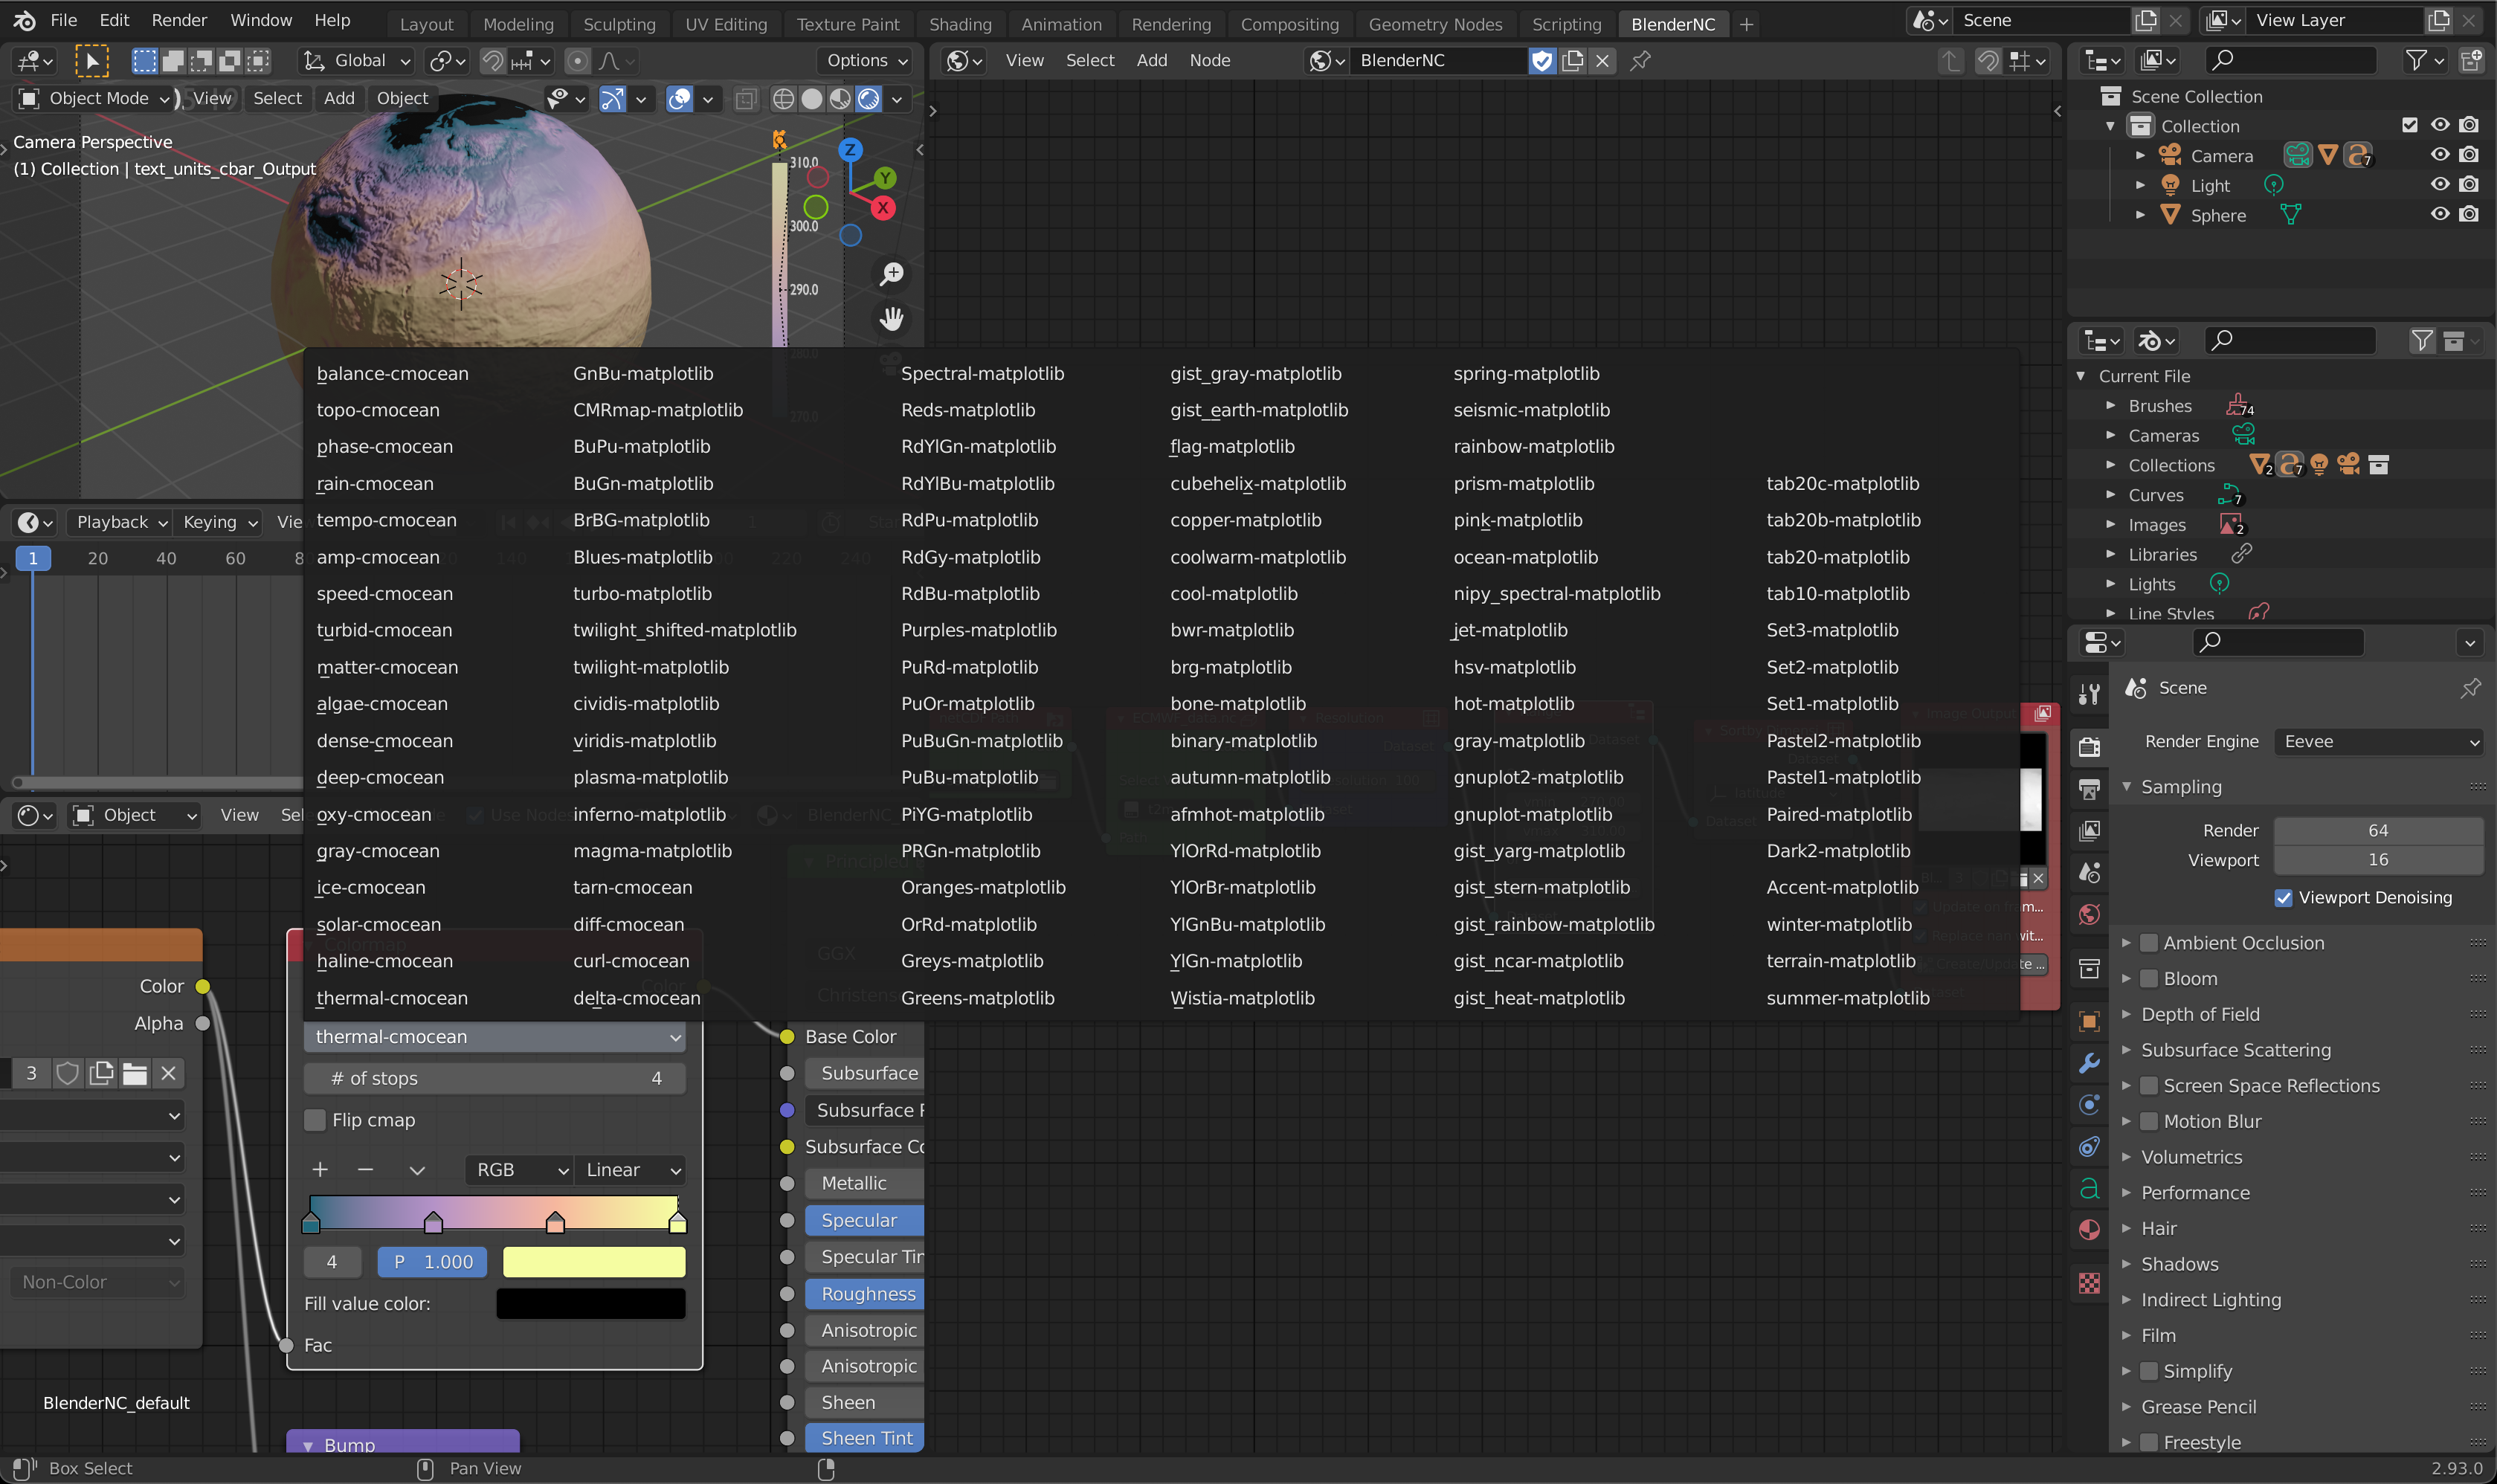 File Edit Render Window Help Layout Modeling Sculpting UV Editing Texture Paint Shading Animation Rendering Compositing Geometry Nodes Scripting BlenderNC + Scene View Layer
Global Options View Select Add Node BlenderNC
Object Mode View Select Add Object
Camera Perspective
(1) Collection | text_units_cbar_Output
310.0
300.0
290.0
280.0
270.0
Z
Y
X
Scene Collection
Collection
Camera 7
Light
Sphere
Current File
Brushes 74
Cameras
Collections 2 7
Curves 7
Images 2
Libraries
Lights
Line Styles
Playback Keying Vie
1 20 40 60 8
balance-cmocean GnBu-matplotlib Spectral-matplotlib gist_gray-matplotlib spring-matplotlib
topo-cmocean CMRmap-matplotlib Reds-matplotlib gist_earth-matplotlib seismic-matplotlib
phase-cmocean BuPu-matplotlib RdYlGn-matplotlib flag-matplotlib rainbow-matplotlib
rain-cmocean BuGn-matplotlib RdYlBu-matplotlib cubehelix-matplotlib prism-matplotlib tab20c-matplotlib
tempo-cmocean BrBG-matplotlib RdPu-matplotlib copper-matplotlib pink-matplotlib tab20b-matplotlib
amp-cmocean Blues-matplotlib RdGy-matplotlib coolwarm-matplotlib ocean-matplotlib tab20-matplotlib
speed-cmocean turbo-matplotlib RdBu-matplotlib cool-matplotlib nipy_spectral-matplotlib tab10-matplotlib
turbid-cmocean twilight_shifted-matplotlib Purples-matplotlib bwr-matplotlib jet-matplotlib Set3-matplotlib
matter-cmocean twilight-matplotlib PuRd-matplotlib brg-matplotlib hsv-matplotlib Set2-matplotlib
algae-cmocean cividis-matplotlib PuOr-matplotlib bone-matplotlib hot-matplotlib Set1-matplotlib
dense-cmocean viridis-matplotlib PuBuGn-matplotlib binary-matplotlib gray-matplotlib Pastel2-matplotlib
deep-cmocean plasma-matplotlib PuBu-matplotlib autumn-matplotlib gnuplot2-matplotlib Pastel1-matplotlib
oxy-cmocean inferno-matplotlib PiYG-matplotlib afmhot-matplotlib gnuplot-matplotlib Paired-matplotlib
gray-cmocean magma-matplotlib PRGn-matplotlib YlOrRd-matplotlib gist_yarg-matplotlib Dark2-matplotlib
ice-cmocean tarn-cmocean Oranges-matplotlib YlOrBr-matplotlib gist_stern-matplotlib Accent-matplotlib
solar-cmocean diff-cmocean OrRd-matplotlib YlGnBu-matplotlib gist_rainbow-matplotlib winter-matplotlib
haline-cmocean curl-cmocean Greys-matplotlib YlGn-matplotlib gist_ncar-matplotlib terrain-matplotlib
thermal-cmocean delta-cmocean Greens-matplotlib Wistia-matplotlib gist_heat-matplotlib summer-matplotlib
Object View Sel
Color
Alpha
3
Non-Color
thermal-cmocean
# of stops 4
Flip cmap
+ − RGB Linear
4 P 1.000
Fill value color:
Fac
BlenderNC_default
Bump
Base Color
Subsurface
Subsurface
Subsurface
Metallic
Specular
Specular
Roughness
Anisotropic
Anisotropic
Sheen
Sheen Tint
Scene
Render Engine Eevee
Sampling
Render 64
Viewport 16
Viewport Denoising
Ambient Occlusion
Bloom
Depth of Field
Subsurface Scattering
Screen Space Reflections
Motion Blur
Volumetrics
Performance
Hair
Shadows
Indirect Lighting
Film
Simplify
Grease Pencil
Freestyle
Box Select Pan View 2.93.0